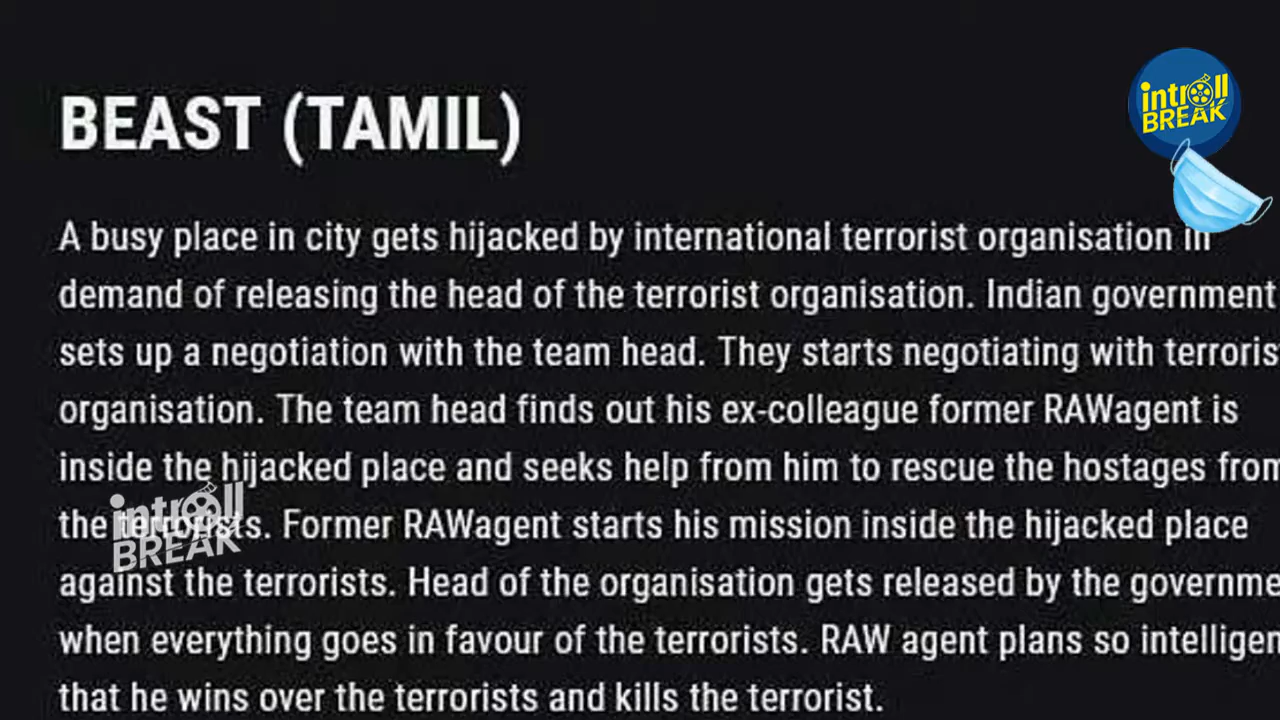 BEAST (TAMIL)
introll
BREAK
A busy place in city gets hijacked by international terrorist organisation in
demand of releasing the head of the terrorist organisation. Indian government
sets up a negotiation with the team head. They starts negotiating with terroris
organisation. The team head finds out his ex-colleague former RAWagent is
inside the hijacked place and seeks help from him to rescue the hostages from
the terrorists. Former RAWagent starts his mission inside the hijacked place
introll
BREAK
against the terrorists. Head of the organisation gets released by the governme
when everything goes in favour of the terrorists. RAW agent plans so intelligen
that he wins over the terrorists and kills the terrorist.